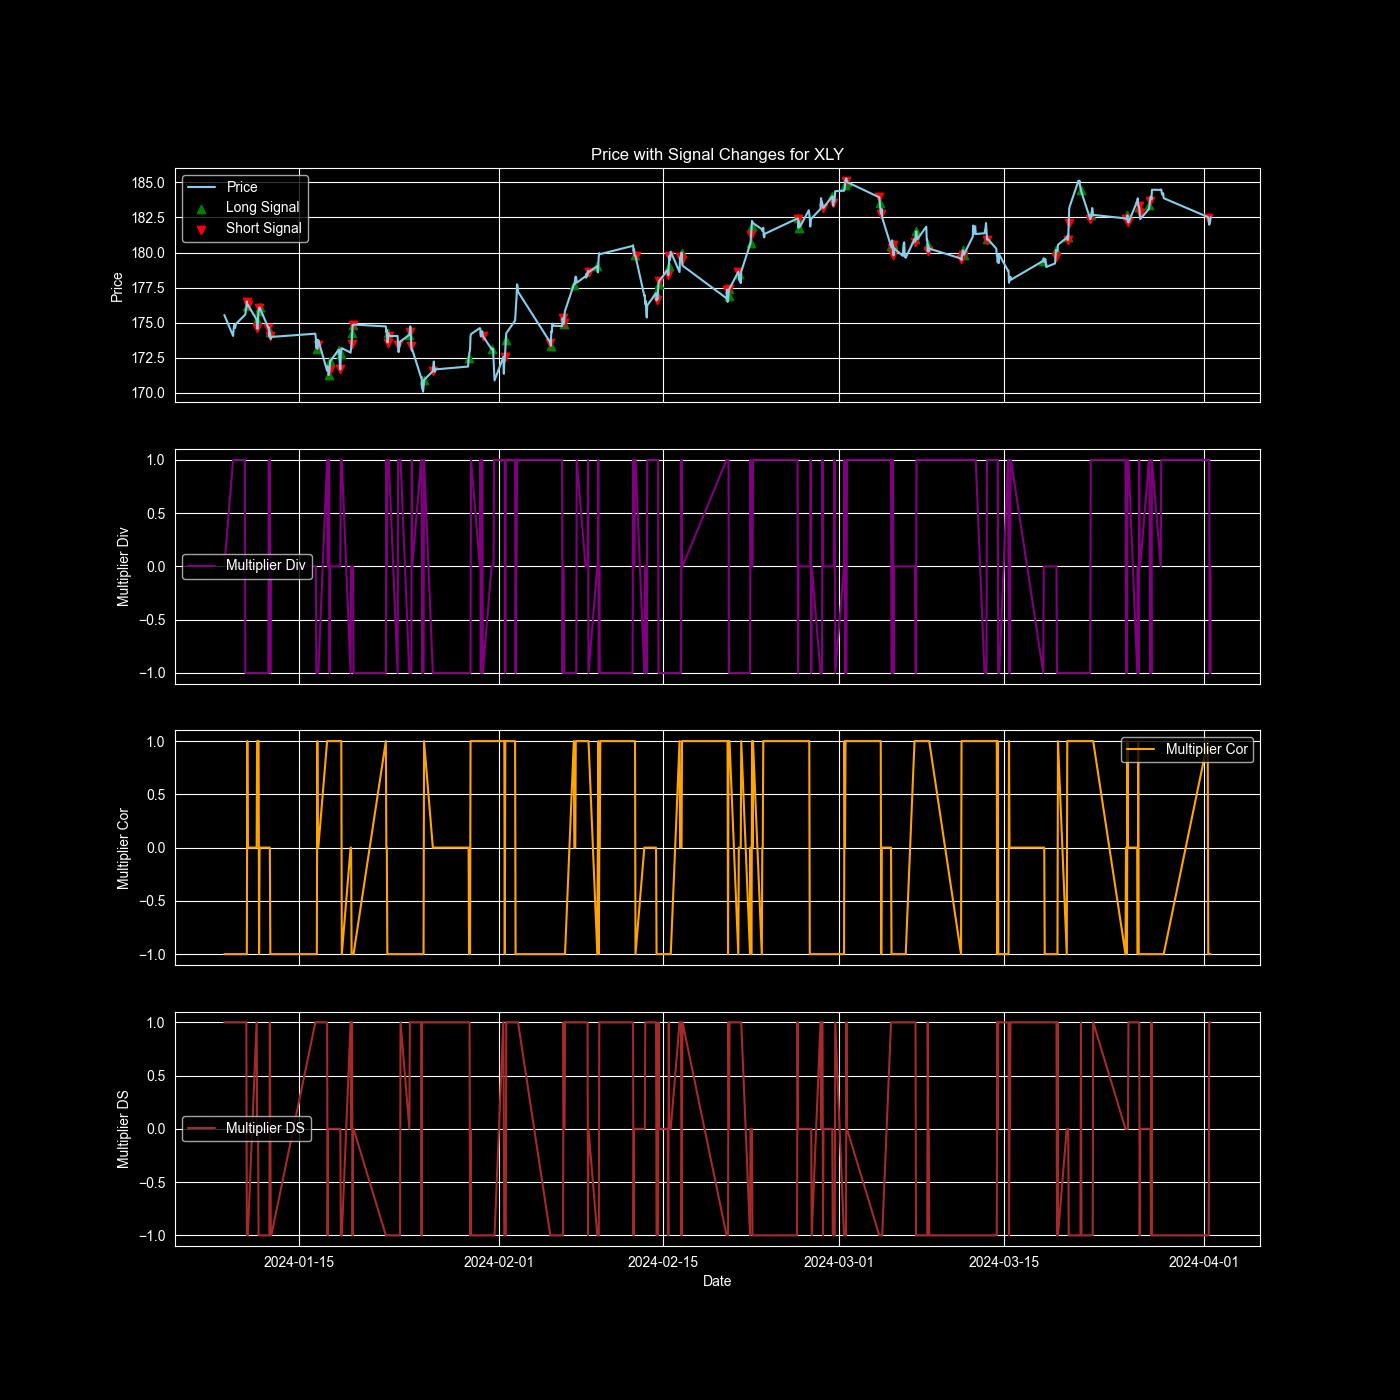 Price with Signal Changes for XLY
Price
185.0
182.5
180.0
177.5
175.0
172.5
170.0
Price
Long Signal
Short Signal
Multiplier Div
1.0
0.5
0.0
−0.5
−1.0
Multiplier Div
Multiplier Cor
1.0
0.5
0.0
−0.5
−1.0
Multiplier Cor
Multiplier DS
1.0
0.5
0.0
−0.5
−1.0
Multiplier DS
2024-01-15 2024-02-01 2024-02-15 2024-03-01 2024-03-15 2024-04-01
Date